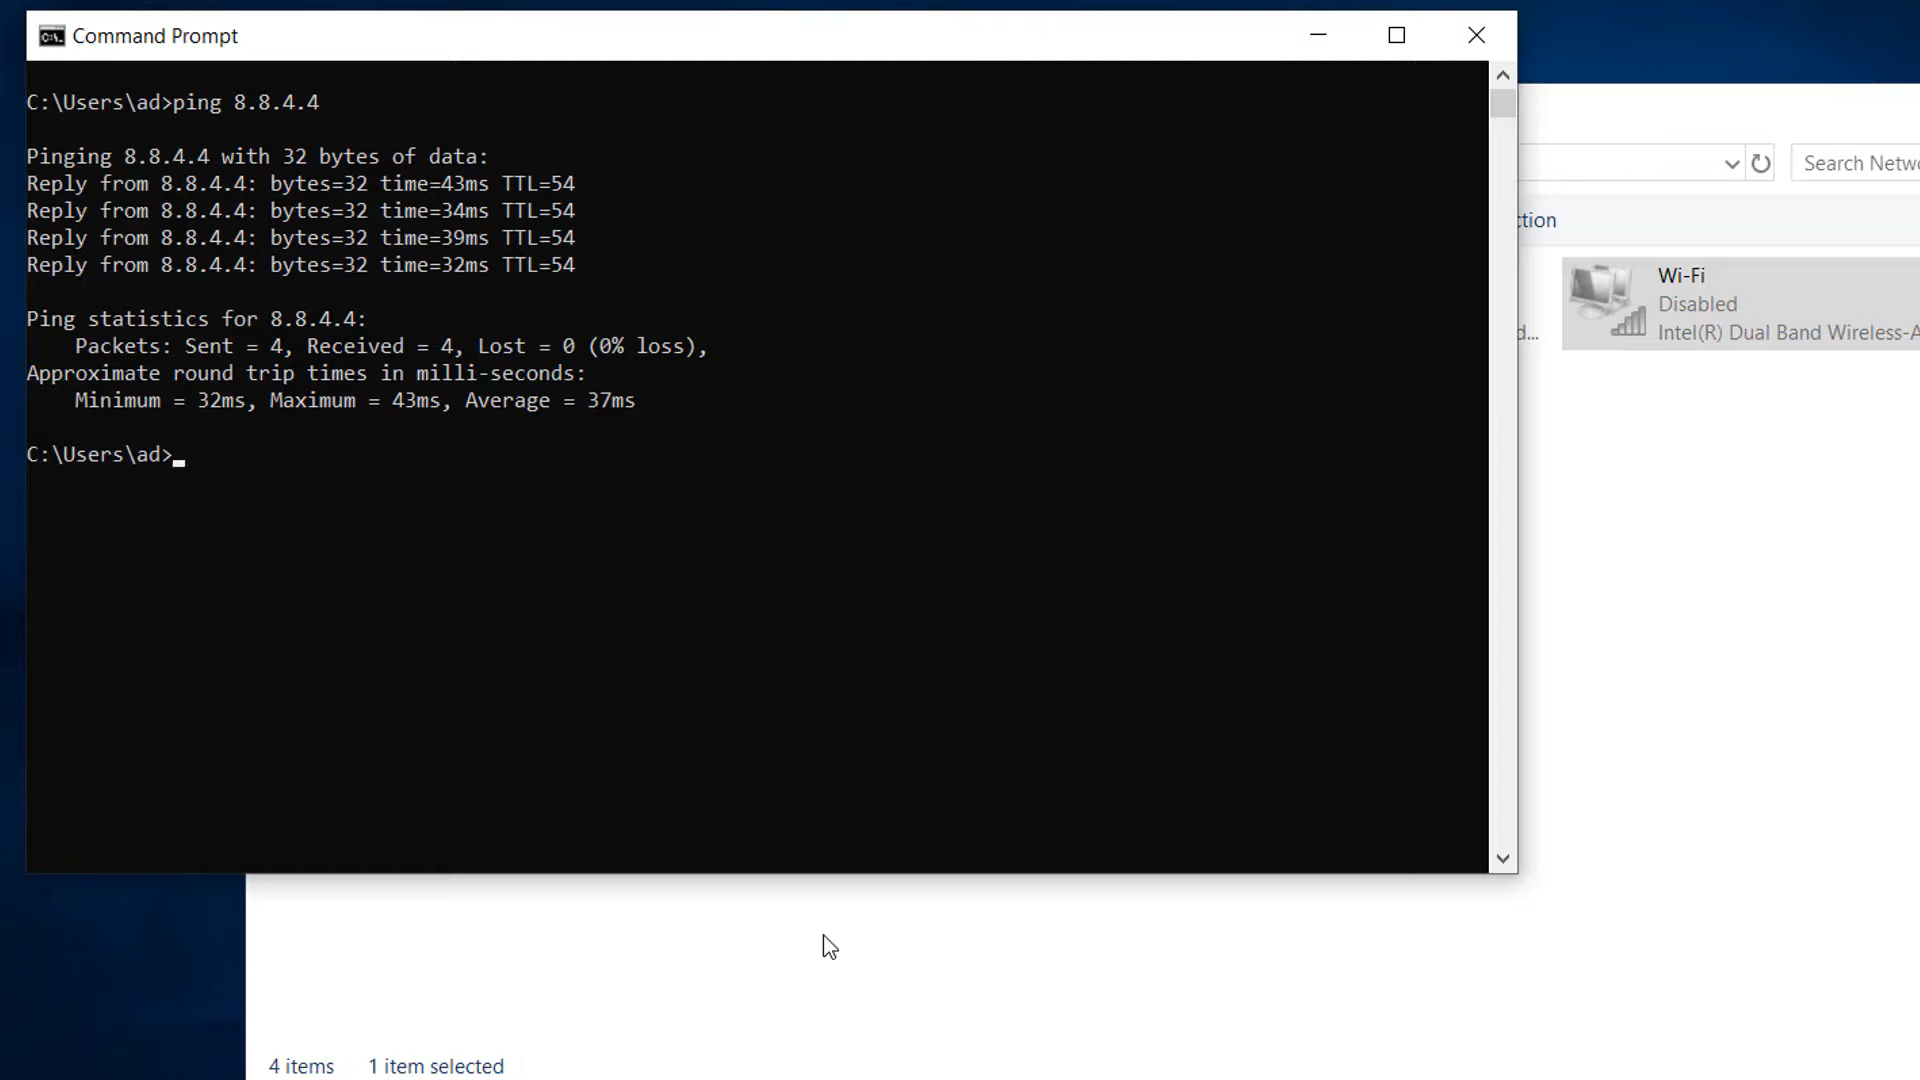 Command Prompt
C:\Users\ad>ping 8.8.4.4
Pinging 8.8.4.4 with 32 bytes of data:
Reply from 8.8.4.4: bytes=32 time=43ms TTL=54
Reply from 8.8.4.4: bytes=32 time=34ms TTL=54
Reply from 8.8.4.4: bytes=32 time=39ms TTL=54
Reply from 8.8.4.4: bytes=32 time=32ms TTL=54
Ping statistics for 8.8.4.4:
    Packets: Sent = 4, Received = 4, Lost = 0 (0% loss),
Approximate round trip times in milli-seconds:
    Minimum = 32ms, Maximum = 43ms, Average = 37ms
C:\Users\ad>
Search Netwo
ction
Wi-Fi
Disabled
d... Intel(R) Dual Band Wireless-A
4 items 1 item selected